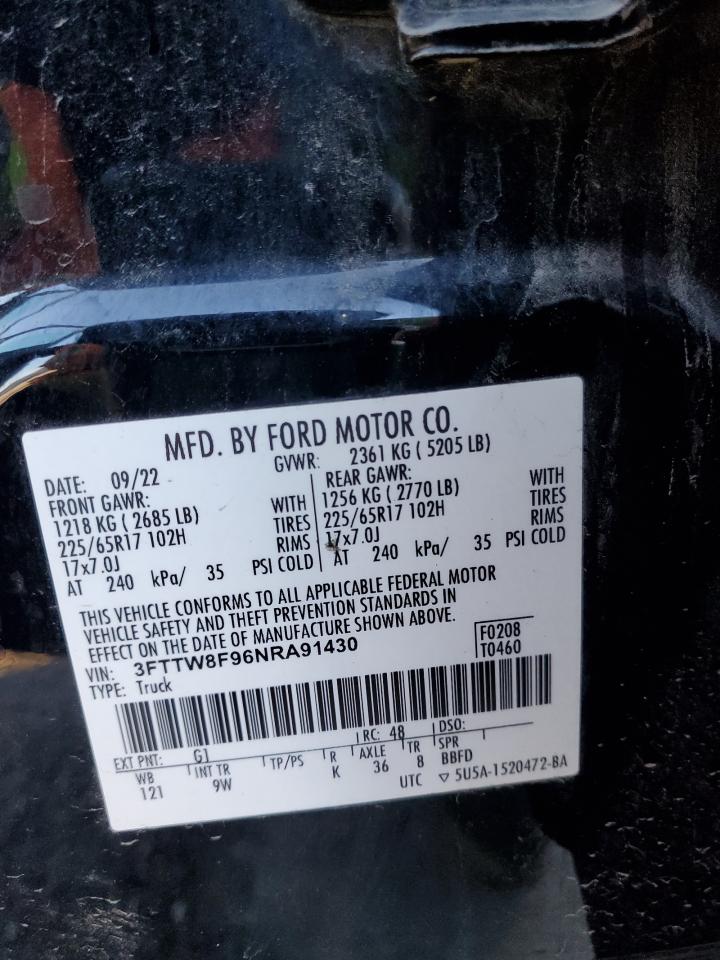 MFD. BY FORD MOTOR CO.
DATE: 09/22 GVWR: 2361 KG ( 5205 LB)
FRONT GAWR: REAR GAWR:
1218 KG ( 2685 LB) WITH 1256 KG ( 2770 LB) WITH
225/65R17 102H TIRES 225/65R17 102H TIRES
17x7.0J RIMS 17x7.0J RIMS
AT 240 kPa/ 35 PSI COLD AT 240 kPa/ 35 PSI COLD
THIS VEHICLE CONFORMS TO ALL APPLICABLE FEDERAL MOTOR
VEHICLE SAFETY AND THEFT PREVENTION STANDARDS IN
EFFECT ON THE DATE OF MANUFACTURE SHOWN ABOVE.
VIN: 3FTTW8F96NRA91430 F0208
TYPE: Truck T0460
EXT PNT: G1 RC: 48 DSO:
WB INT TR TP/PS R AXLE TR SPR
121 9W K 36 8 BBFD
UTC ▽ 5U5A-1520472-BA